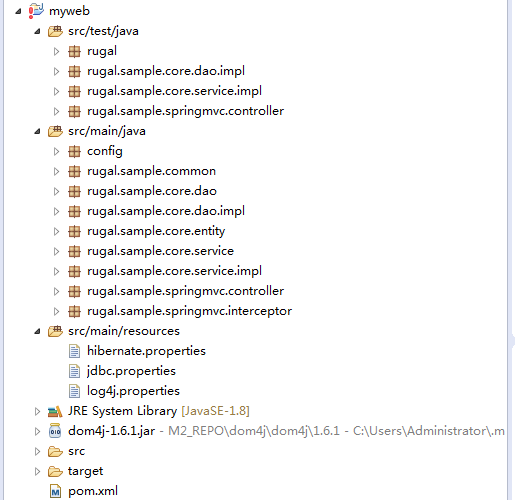 myweb
src/test/java
rugal
rugal.sample.core.dao.impl
rugal.sample.core.service.impl
rugal.sample.springmvc.controller
src/main/java
config
rugal.sample.common
rugal.sample.core.dao
rugal.sample.core.dao.impl
rugal.sample.core.entity
rugal.sample.core.service
rugal.sample.core.service.impl
rugal.sample.springmvc.controller
rugal.sample.springmvc.interceptor
src/main/resources
hibernate.properties
jdbc.properties
log4j.properties
JRE System Library [JavaSE-1.8]
dom4j-1.6.1.jar - M2_REPO\dom4j\dom4j\1.6.1 - C:\Users\Administrator\.m
src
target
pom.xml